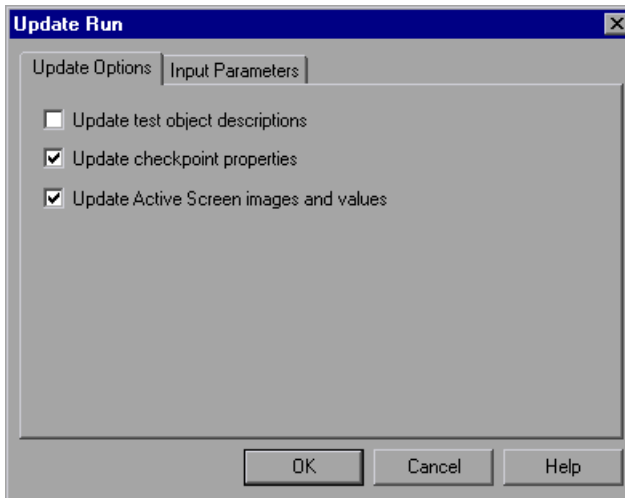 Update Run
Update Options Input Parameters
Update test object descriptions
Update checkpoint properties
Update Active Screen images and values
OK Cancel Help